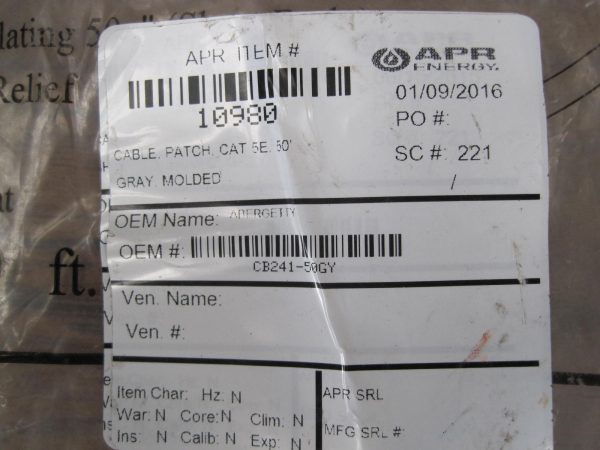 APR ITEM #
APR ENERGY
10980
01/09/2016
PO #:
CABLE, PATCH, CAT 5E, 50'
GRAY, MOLDED
SC #: 221
/
OEM Name: ABERGETTY
OEM #:
CB241-50GY
Ven. Name:
Ven. #:
Item Char: Hz: N
War: N Core: N Clim: N
Ins: N Calib: N Exp: N
APR SRL
MFG SRL #:
Relief
ft.